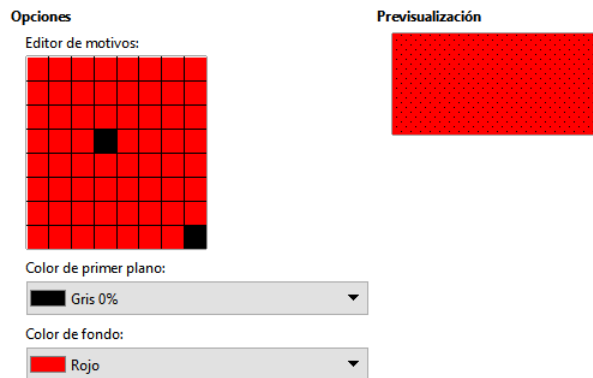 Opciones
Editor de motivos:
Color de primer plano:
Gris 0%
Color de fondo:
Rojo
Previsualización